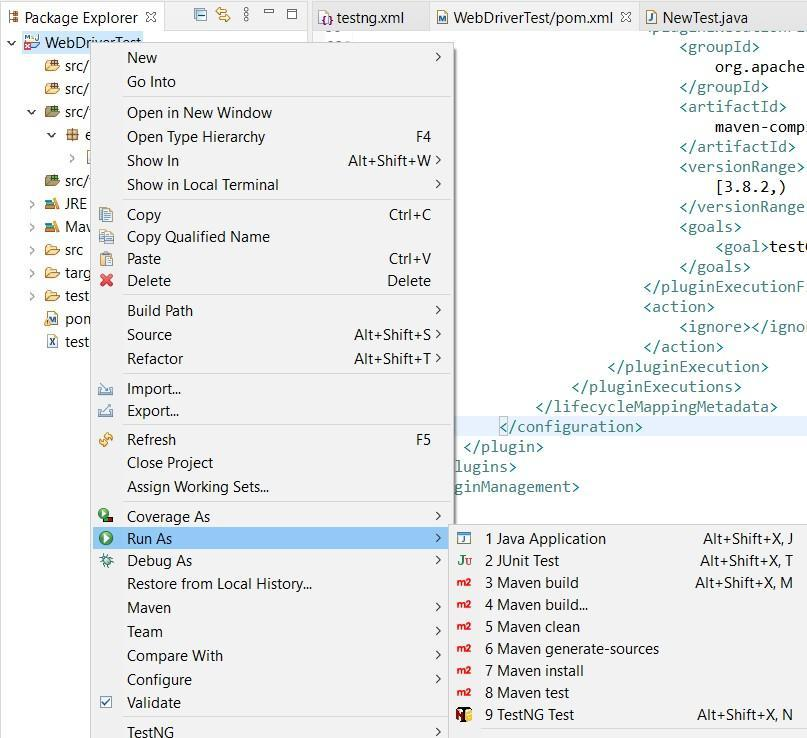 Package Explorer
testng.xml
WebDriverTest/pom.xml
NewTest.java
WebDriverTest
src/
src/
src/
src/
JRE
src
pom
New
Go Into
Open in New Window
Open Type Hierarchy F4
Show In Alt+Shift+W
Show in Local Terminal
Copy Ctrl+C
Copy Qualified Name
Paste Ctrl+V
Delete Delete
Build Path
Source Alt+Shift+S
Refactor Alt+Shift+T
Import...
Export...
Refresh F5
Close Project
Assign Working Sets...
Coverage As
Run As
Debug As
Restore from Local History...
Maven
Team
Compare With
Configure
Validate
TestNG
1 Java Application Alt+Shift+X, J
2 JUnit Test Alt+Shift+X, T
3 Maven build Alt+Shift+X, M
4 Maven build...
5 Maven clean
6 Maven generate-sources
7 Maven install
8 Maven test
9 TestNG Test Alt+Shift+X, N
<groupId>
org.apache
</groupId>
<artifactId>
maven-comp
</artifactId>
<versionRange>
[3.8.2,)
</versionRange
<goals>
<goal>test
</goals>
</pluginExecutionF
<action>
<ignore></igno
</action>
</pluginExecution>
</pluginExecutions>
</lifecycleMappingMetadata>
</configuration>
</plugin>
lugins>
ginManagement>